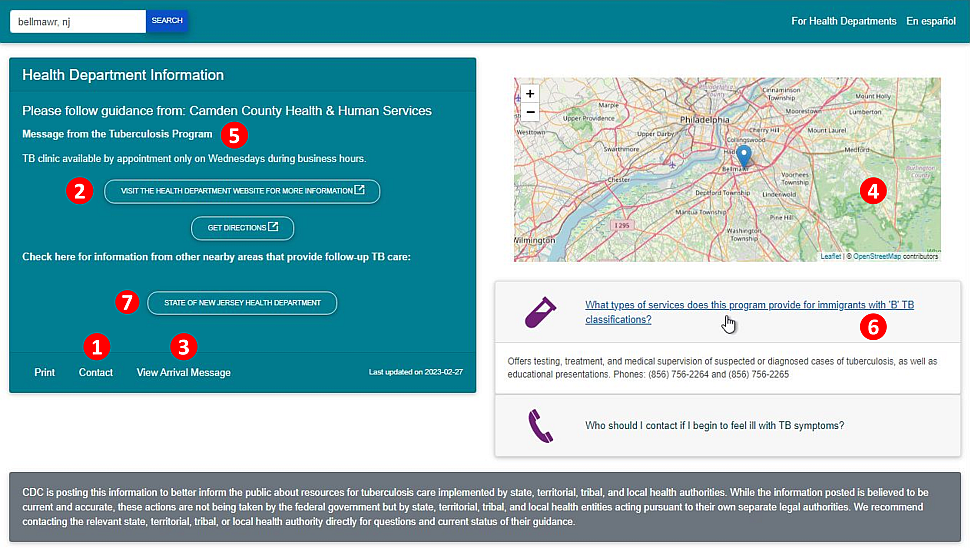 bellmawr, nj
SEARCH
For Health Departments
En español
Health Department Information
Please follow guidance from: Camden County Health & Human Services
Message from the Tuberculosis Program
5
TB clinic available by appointment only on Wednesdays during business hours.
2
VISIT THE HEALTH DEPARTMENT WEBSITE FOR MORE INFORMATION
GET DIRECTIONS
Check here for information from other nearby areas that provide follow-up TB care:
7
STATE OF NEW JERSEY HEALTH DEPARTMENT
1
3
Print
Contact
View Arrival Message
Last updated on 2023-02-27
+
−
Marple
Upper Providence
Westtown
Upper Darby
Philadelphia
Cinnaminson
Township
Moorestown
Lumberton
Cherry Hill
Mount Laurel
Collingswood
Swarthmore
Bellmawr
Medford
Chester
Voorhees
Township
Deptford Township
Lindenwold
4
Mantua Township
Pine Hill
I 295
Washington
Township
Wilmington
Leaflet | © OpenStreetMap contributors
What types of services does this program provide for immigrants with 'B' TB
classifications?
6
Offers testing, treatment, and medical supervision of suspected or diagnosed cases of tuberculosis, as well as
educational presentations. Phones: (856) 756-2264 and (856) 756-2265
Who should I contact if I begin to feel ill with TB symptoms?
CDC is posting this information to better inform the public about resources for tuberculosis care implemented by state, territorial, tribal, and local health authorities. While the information posted is believed to be
current and accurate, these actions are not being taken by the federal government but by state, territorial, tribal, and local health entities acting pursuant to their own separate legal authorities. We recommend
contacting the relevant state, territorial, tribal, or local health authority directly for questions and current status of their guidance.